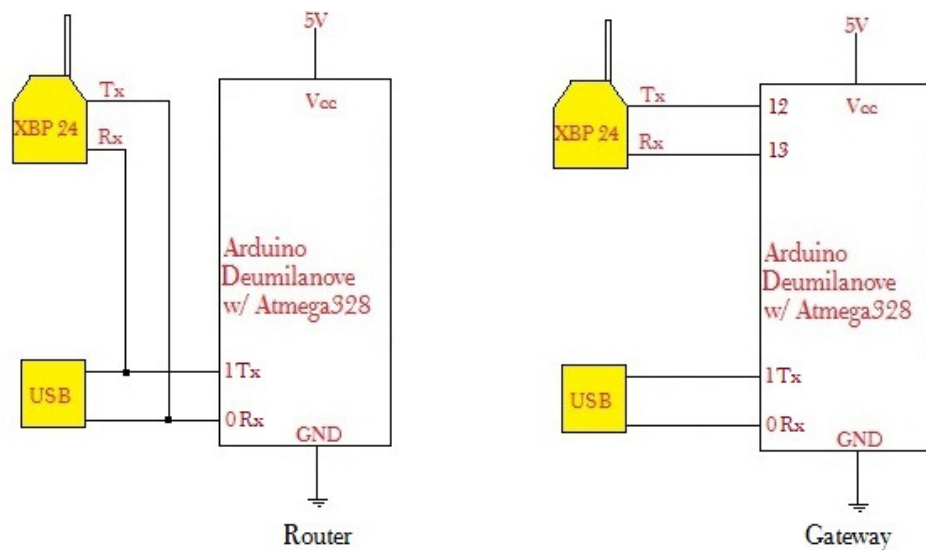 5V
Vcc
Tx
XBP 24
Rx
Arduino
Deumilanove
w/ Atmega328
1Tx
USB
0Rx
GND
Router
5V
Vcc
Tx
12
XBP 24
Rx
13
Arduino
Deumilanove
w/ Atmega328
1Tx
USB
0Rx
GND
Gateway